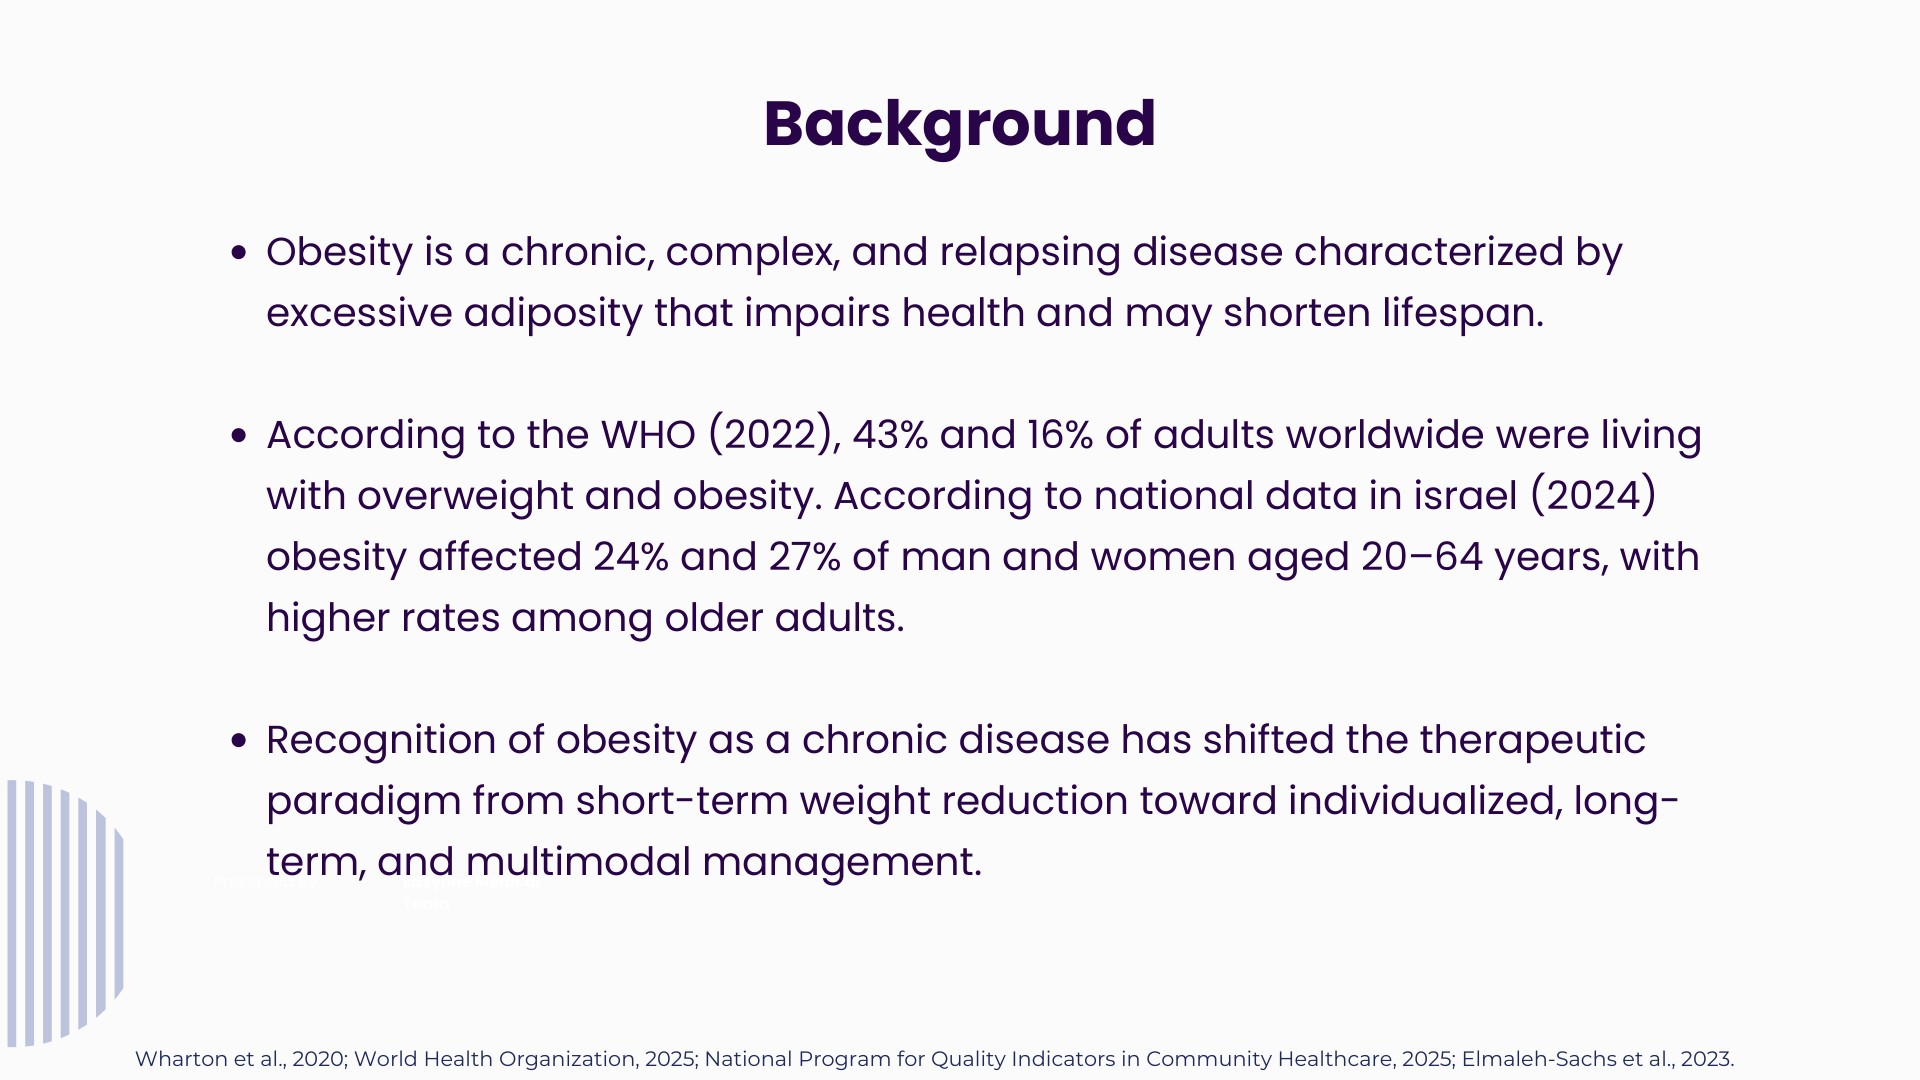 Background
• Obesity is a chronic, complex, and relapsing disease characterized by
excessive adiposity that impairs health and may shorten lifespan.
• According to the WHO (2022), 43% and 16% of adults worldwide were living
with overweight and obesity. According to national data in israel (2024)
obesity affected 24% and 27% of man and women aged 20–64 years, with
higher rates among older adults.
• Recognition of obesity as a chronic disease has shifted the therapeutic
paradigm from short-term weight reduction toward individualized, long-
term, and multimodal management.
Wharton et al., 2020; World Health Organization, 2025; National Program for Quality Indicators in Community Healthcare, 2025; Elmaleh-Sachs et al., 2023.